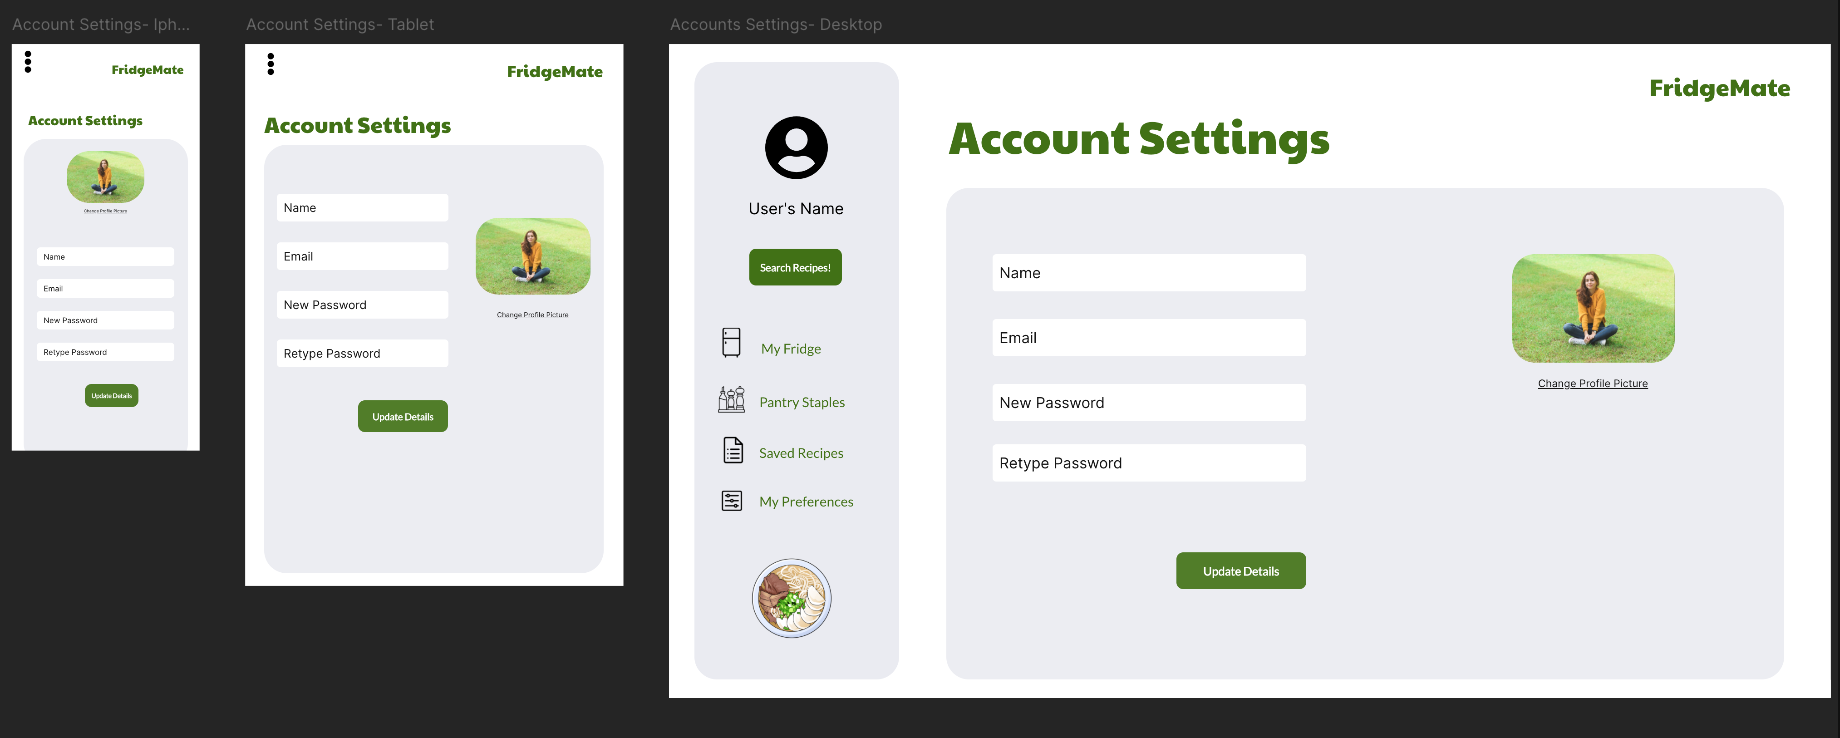 Account Settings- Iph...
FridgeMate
Account Settings
Change Profile Picture
Name
Email
New Password
Retype Password
Update Details
Account Settings- Tablet
FridgeMate
Account Settings
Name
Email
New Password
Retype Password
Change Profile Picture
Update Details
Accounts Settings- Desktop
User's Name
Search Recipes!
My Fridge
Pantry Staples
Saved Recipes
My Preferences
FridgeMate
Account Settings
Name
Email
New Password
Retype Password
Change Profile Picture
Update Details